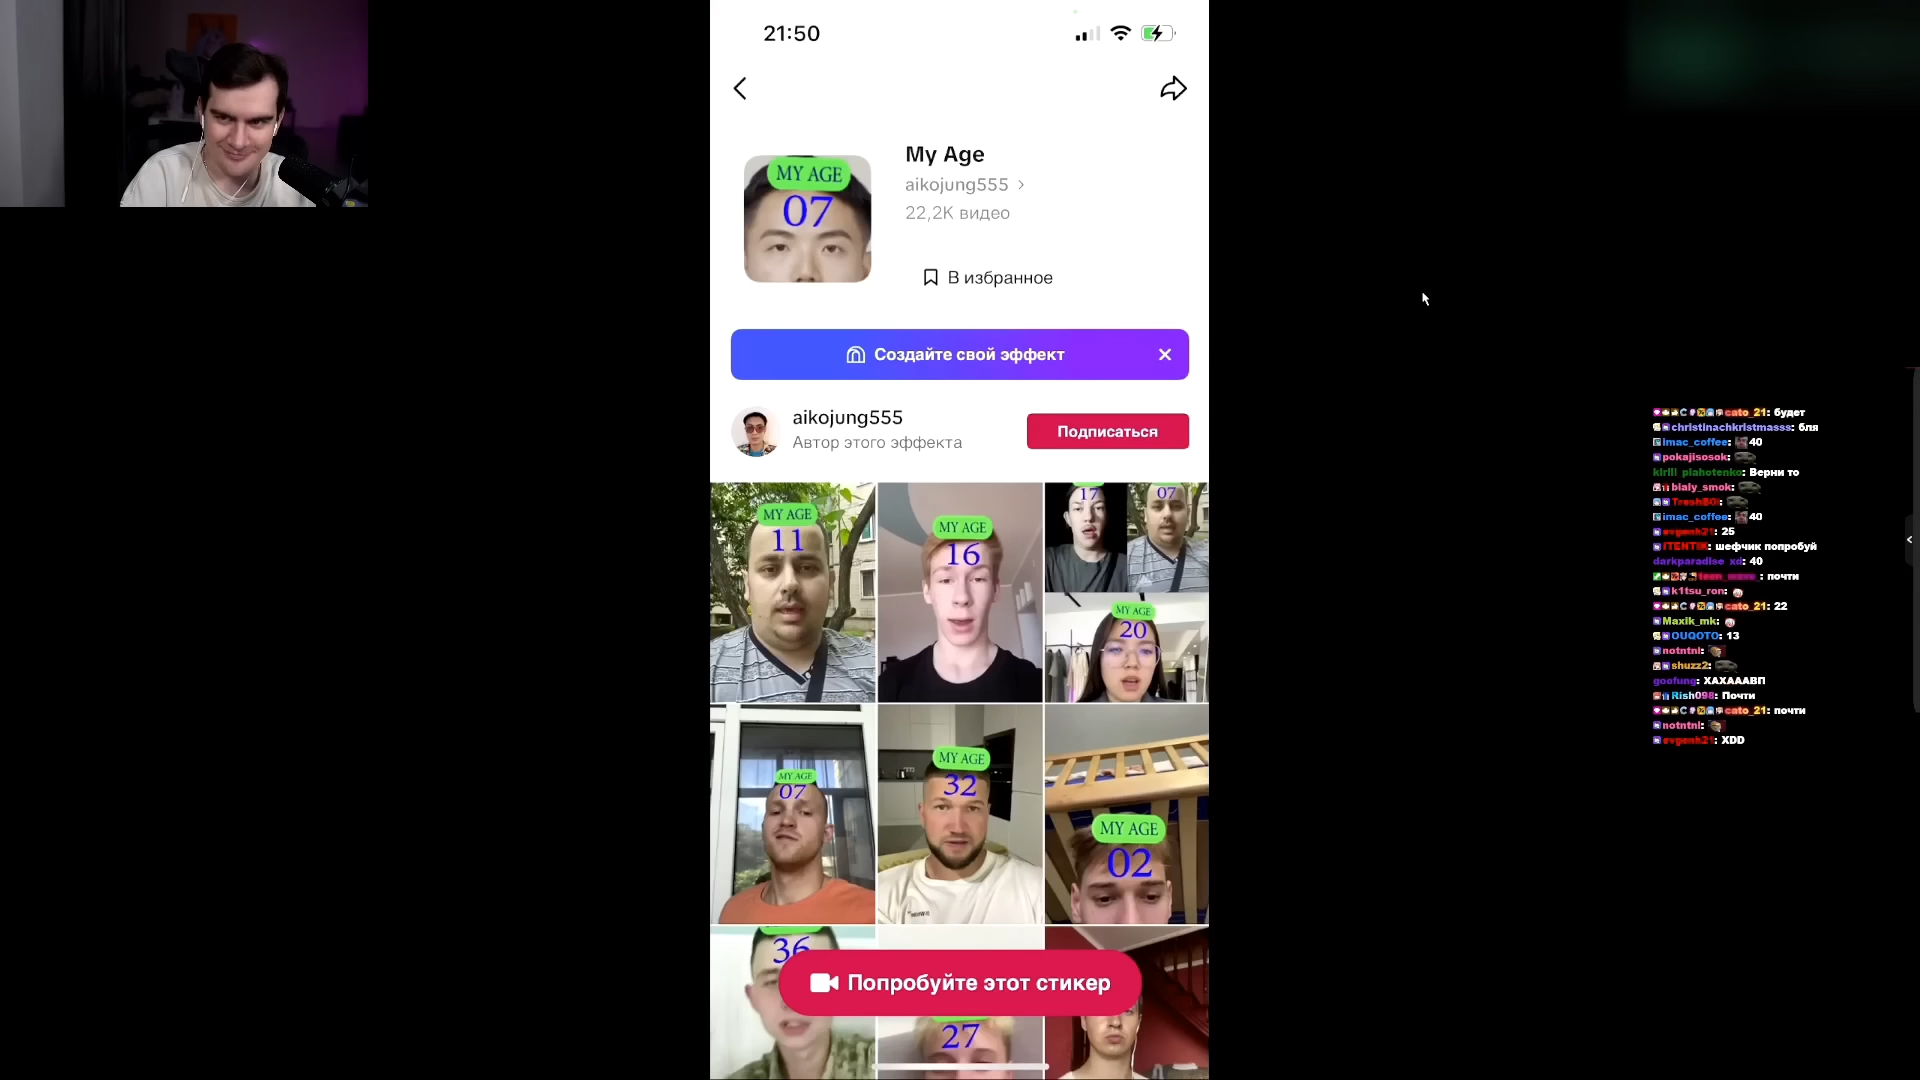 21:50
MY AGE
07
My Age
aikojung555
22,2K видео
В избранное
Создайте свой эффект
aikojung555
Автор этого эффекта
Подписаться
MY AGE
11
MY AGE
16
17
07
MY AGE
20
MY AGE
07
MY AGE
32
MY AGE
02
36
Попробуйте этот стикер
27
cato_21: будет
christinachkristmasss: бля
imac_coffee: 40
pokajisosok:
kirill_plahotenko: Верни то
bialy_smok:
imac_coffee: 40
evgenh21: 25
шефчик попробуй
darkparadise_xd: 40
: почти
k1tsu_ron:
cato_21: 22
Maxik_mk:
OUQOTO: 13
notntnl:
shuzz2:
goofung: ХАХАААВП
Rish098: Почти
cato_21: почти
notntnl:
evgenh21: XDD